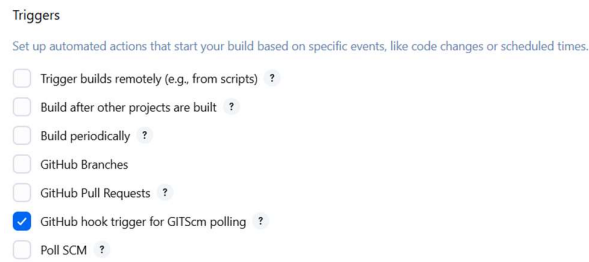 Triggers
Set up automated actions that start your build based on specific events, like code changes or scheduled times.
Trigger builds remotely (e.g., from scripts) ?
Build after other projects are built ?
Build periodically ?
GitHub Branches
GitHub Pull Requests ?
GitHub hook trigger for GITScm polling ?
Poll SCM ?